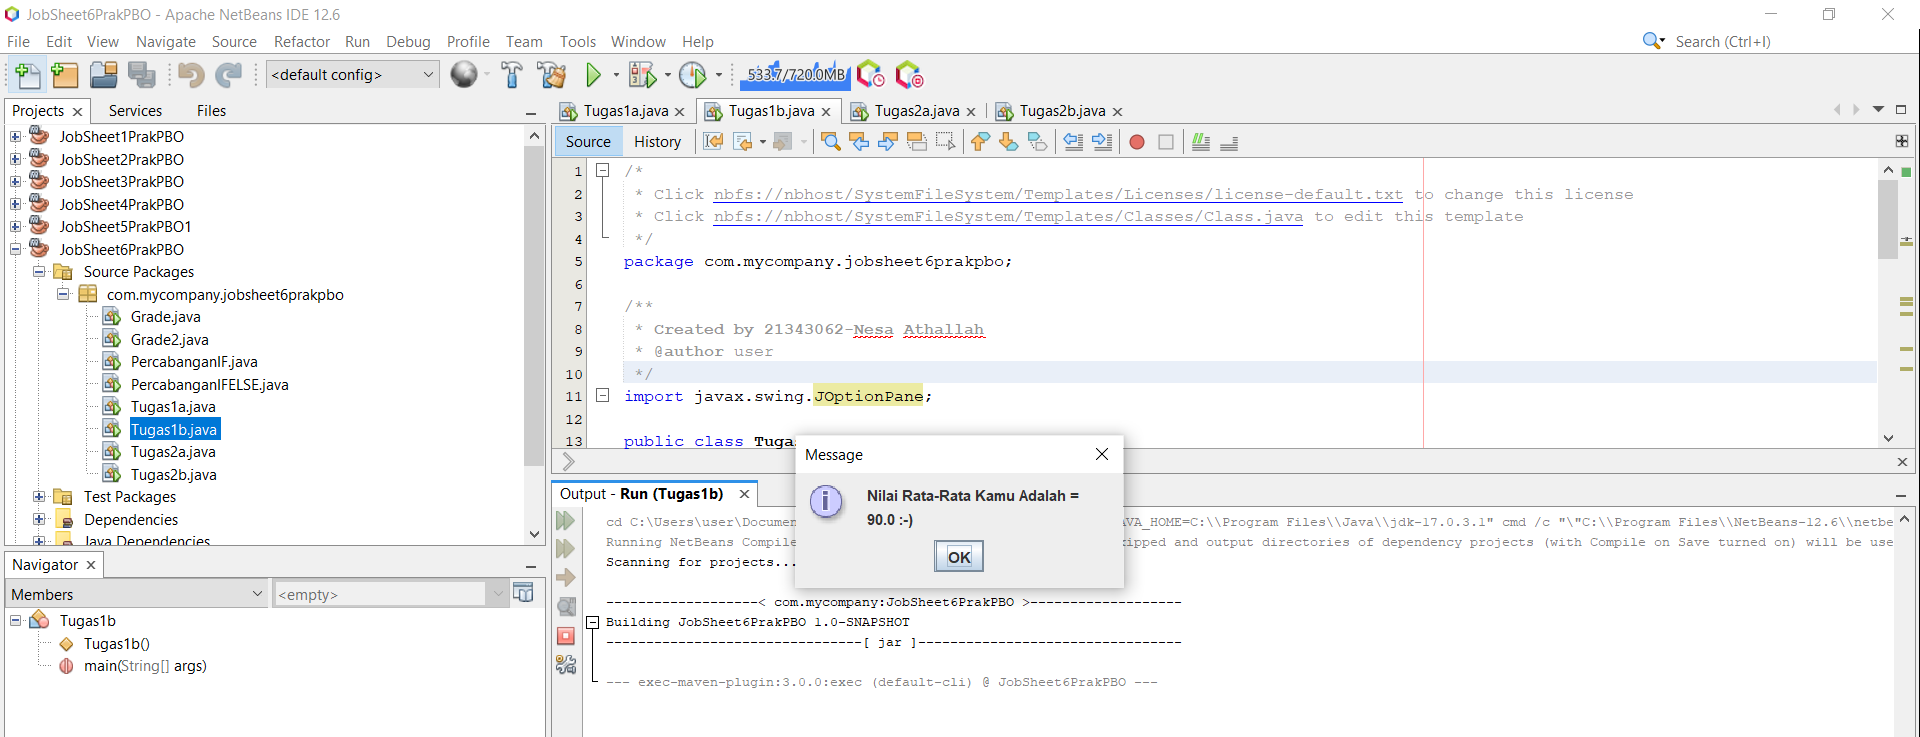 JobSheet6PrakPBO - Apache NetBeans IDE 12.6
File Edit View Navigate Source Refactor Run Debug Profile Team Tools Window Help
Search (Ctrl+I)
<default config>
533.7/720.0MB
Projects Services Files
JobSheet1PrakPBO
JobSheet2PrakPBO
JobSheet3PrakPBO
JobSheet4PrakPBO
JobSheet5PrakPBO1
JobSheet6PrakPBO
Source Packages
com.mycompany.jobsheet6prakpbo
Grade.java
Grade2.java
PercabanganIF.java
PercabanganIFELSE.java
Tugas1a.java
Tugas1b.java
Tugas2a.java
Tugas2b.java
Test Packages
Dependencies
Java Dependencies
Navigator
Members
<empty>
Tugas1b
Tugas1b()
main(String[] args)
Tugas1a.java Tugas1b.java Tugas2a.java Tugas2b.java
Source History
1 /*
2 * Click nbfs://nbhost/SystemFileSystem/Templates/Licenses/license-default.txt to change this license
3 * Click nbfs://nbhost/SystemFileSystem/Templates/Classes/Class.java to edit this template
4 */
5 package com.mycompany.jobsheet6prakpbo;
6
7 /**
8 * Created by 21343062-Nesa Athallah
9 * @author user
10 */
11 import javax.swing.JOptionPane;
12
13 public class Tuga
Message
Nilai Rata-Rata Kamu Adalah =
90.0 :-)
OK
Output - Run (Tugas1b)
cd C:\Users\user\Documen AVA_HOME=C:\\Program Files\\Java\\jdk-17.0.3.1" cmd /c "\"C:\\Program Files\\NetBeans-12.6\\netbe
Running NetBeans Compile ipped and output directories of dependency projects (with Compile on Save turned on) will be use
Scanning for projects...
-------------------< com.mycompany:JobSheet6PrakPBO >-------------------
Building JobSheet6PrakPBO 1.0-SNAPSHOT
--------------------------------[ jar ]---------------------------------
--- exec-maven-plugin:3.0.0:exec (default-cli) @ JobSheet6PrakPBO ---